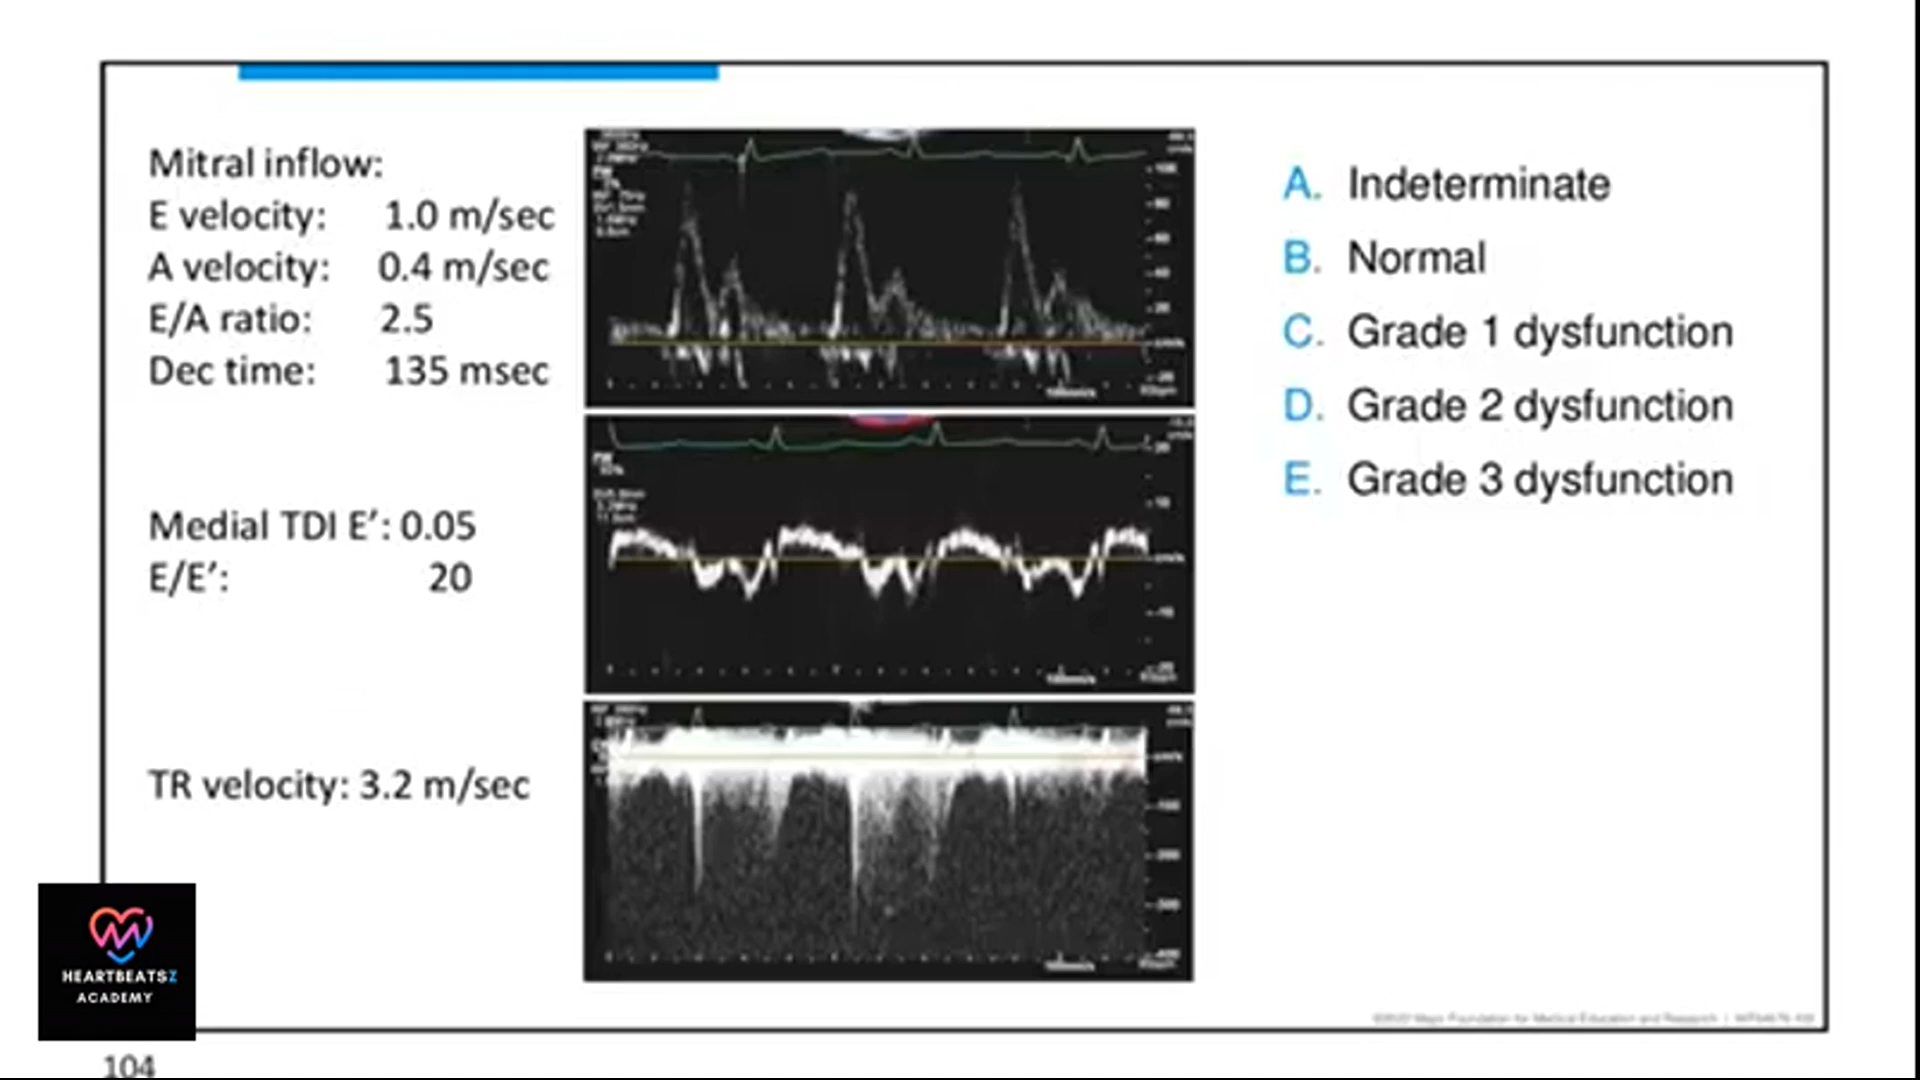 Mitral inflow:
E velocity: 1.0 m/sec
A velocity: 0.4 m/sec
E/A ratio: 2.5
Dec time: 135 msec
Medial TDI E′: 0.05
E/E′: 20
TR velocity: 3.2 m/sec
A. Indeterminate
B. Normal
C. Grade 1 dysfunction
D. Grade 2 dysfunction
E. Grade 3 dysfunction
HEARTBEATSZ
ACADEMY
104